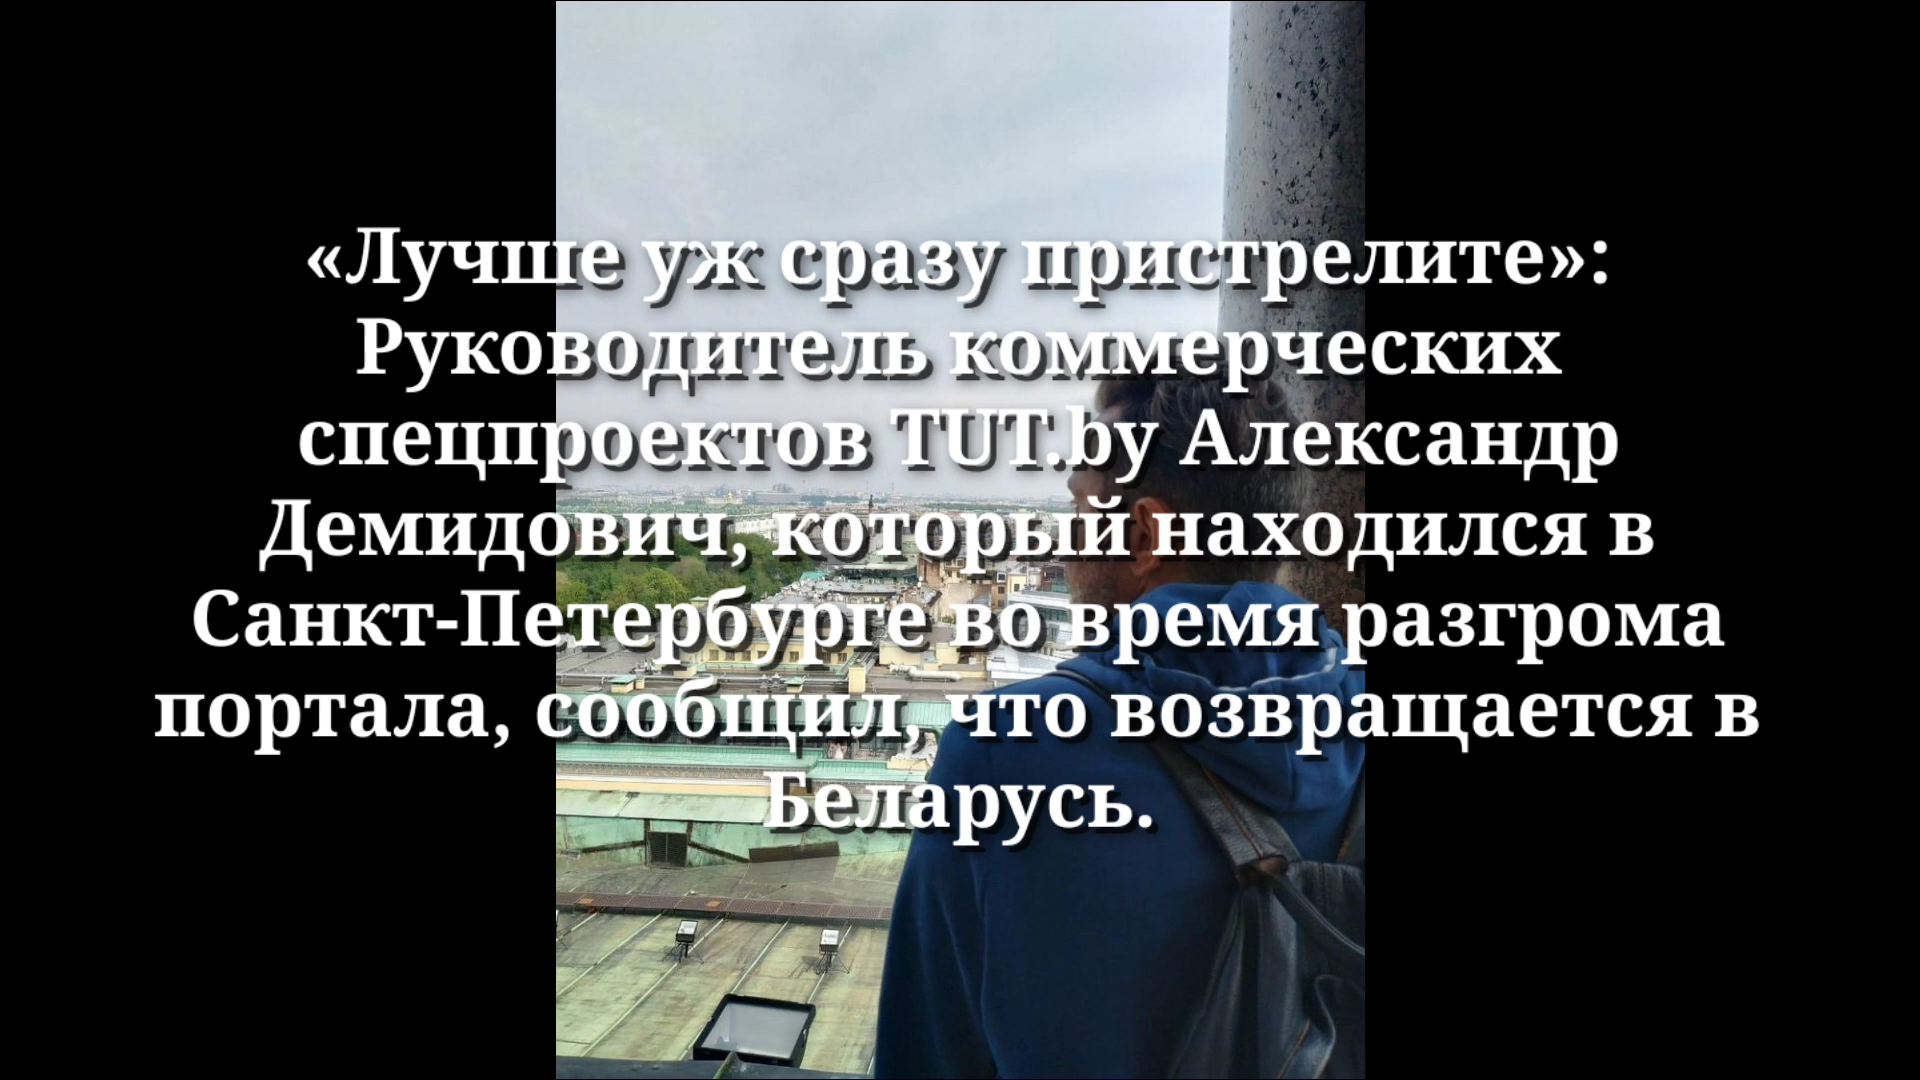 «Лучше уж сразу пристрелите»:
Руководитель коммерческих
спецпроектов TUT.by Александр
Демидович, который находился в
Санкт-Петербурге во время разгрома
портала, сообщил, что возвращается в
Беларусь.